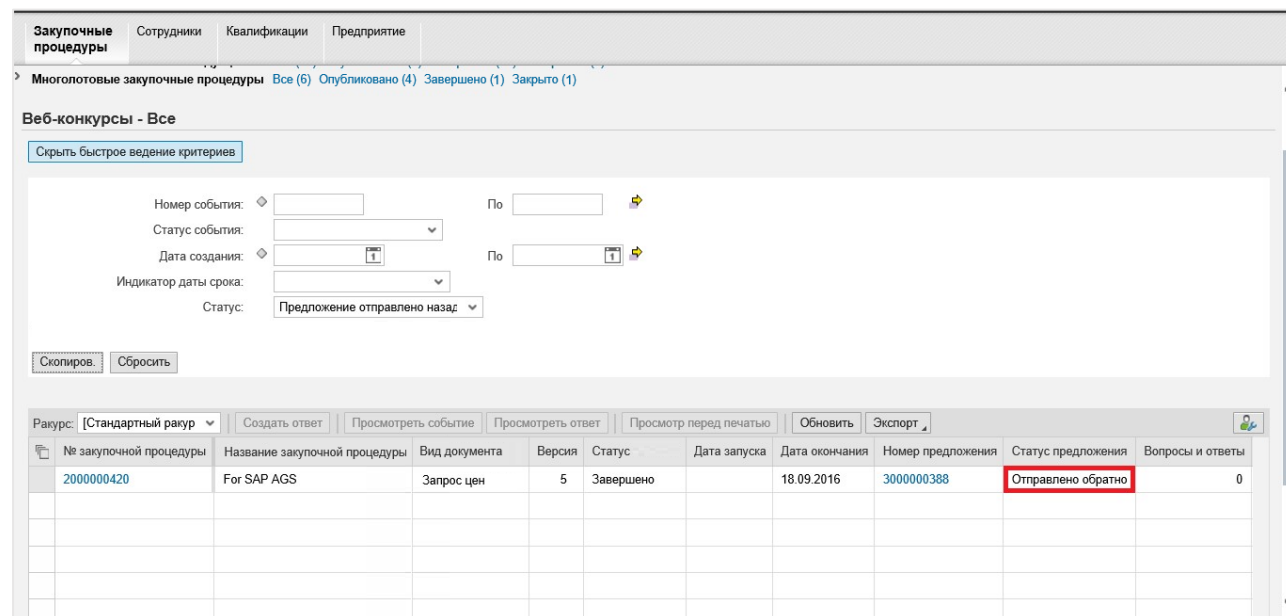 Закупочные процедуры Сотрудники Квалификации Предприятие
Многолотовые закупочные процедуры Все (6) Опубликовано (4) Завершено (1) Закрыто (1)
Веб-конкурсы - Все
Скрыть быстрое ведение критериев
Номер события: По
Статус события:
Дата создания: 1 По 1
Индикатор даты срока:
Статус: Предложение отправлено назад
Скопиров. Сбросить
Ракурс: [Стандартный ракур Создать ответ Просмотреть событие Просмотреть ответ Просмотр перед печатью Обновить Экспорт
№ закупочной процедуры Название закупочной процедуры Вид документа Версия Статус Дата запуска Дата окончания Номер предложения Статус предложения Вопросы и ответы
2000000420 For SAP AGS Запрос цен 5 Завершено 18.09.2016 3000000388 Отправлено обратно 0